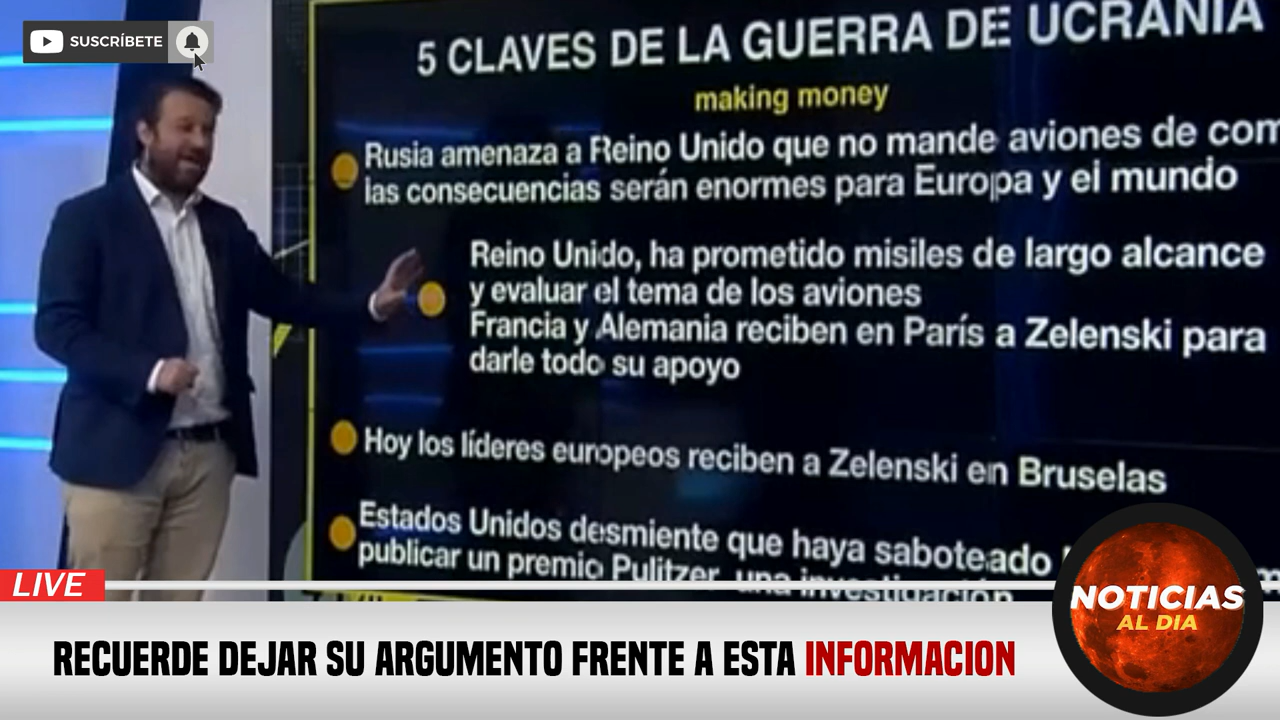 SUSCRÍBETE
5 CLAVES DE LA GUERRA DE UCRANIA
making money
Rusia amenaza a Reino Unido que no mande aviones de com
las consecuencias serán enormes para Europa y el mundo
Reino Unido, ha prometido misiles de largo alcance
y evaluar el tema de los aviones
Francia y Alemania reciben en París a Zelenski para
darle todo su apoyo
Hoy los líderes europeos reciben a Zelenski en Bruselas
Estados Unidos desmiente que haya saboteado
publicar un premio Pulitzer una investigación
LIVE
NOTICIAS
AL DIA
RECUERDE DEJAR SU ARGUMENTO FRENTE A ESTA INFORMACION